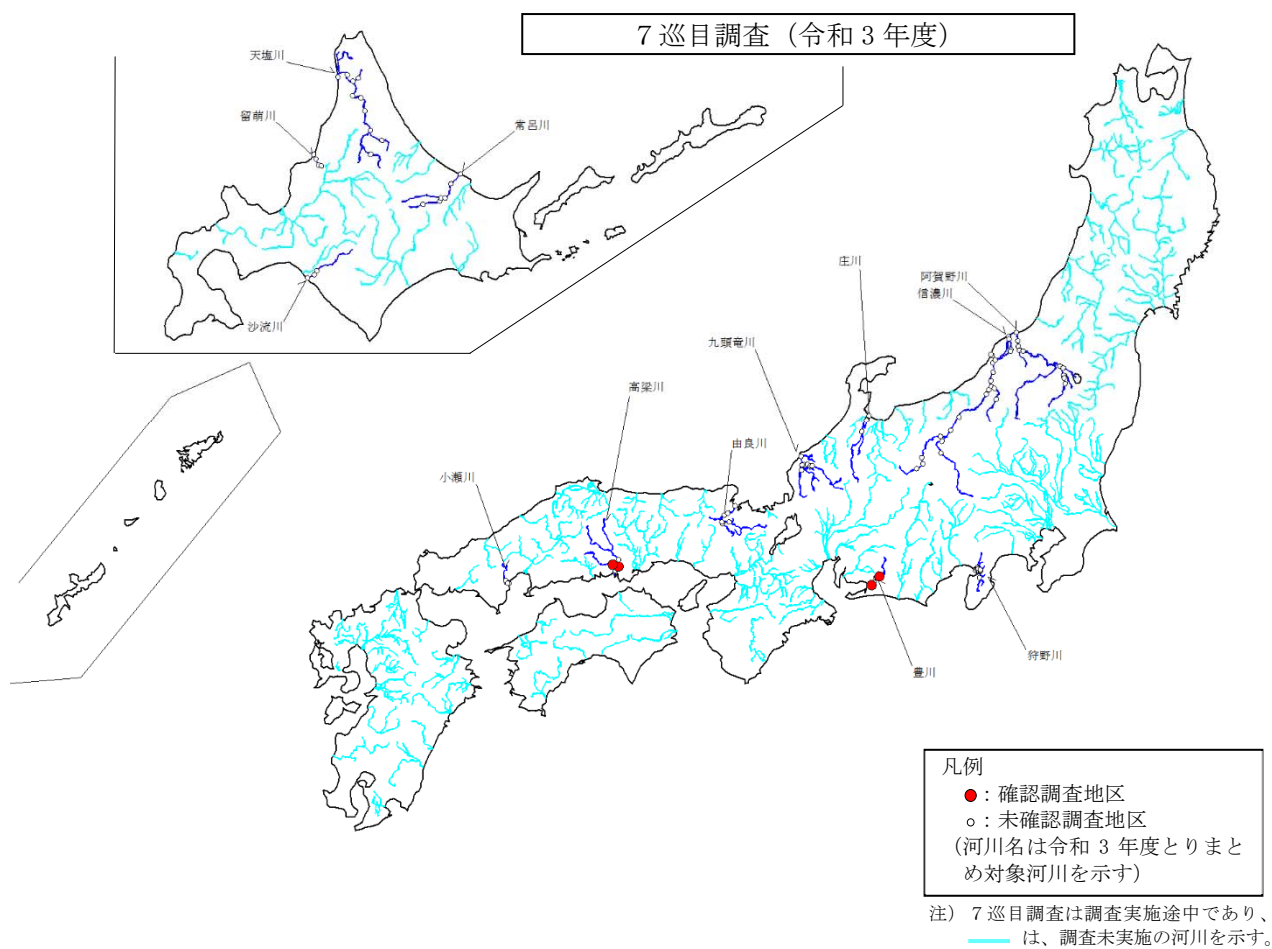 ７巡目調査（令和３年度）
天塩川
留萌川
常呂川
沙流川
庄川
阿賀野川
信濃川
九頭竜川
高梁川
由良川
小瀬川
狩野川
豊川
凡例
：確認調査地区
：未確認調査地区
（河川名は令和 3 年度とりまと
め対象河川を示す）
注） ７巡目調査は調査実施途中であり、
は、調査未実施の河川を示す。